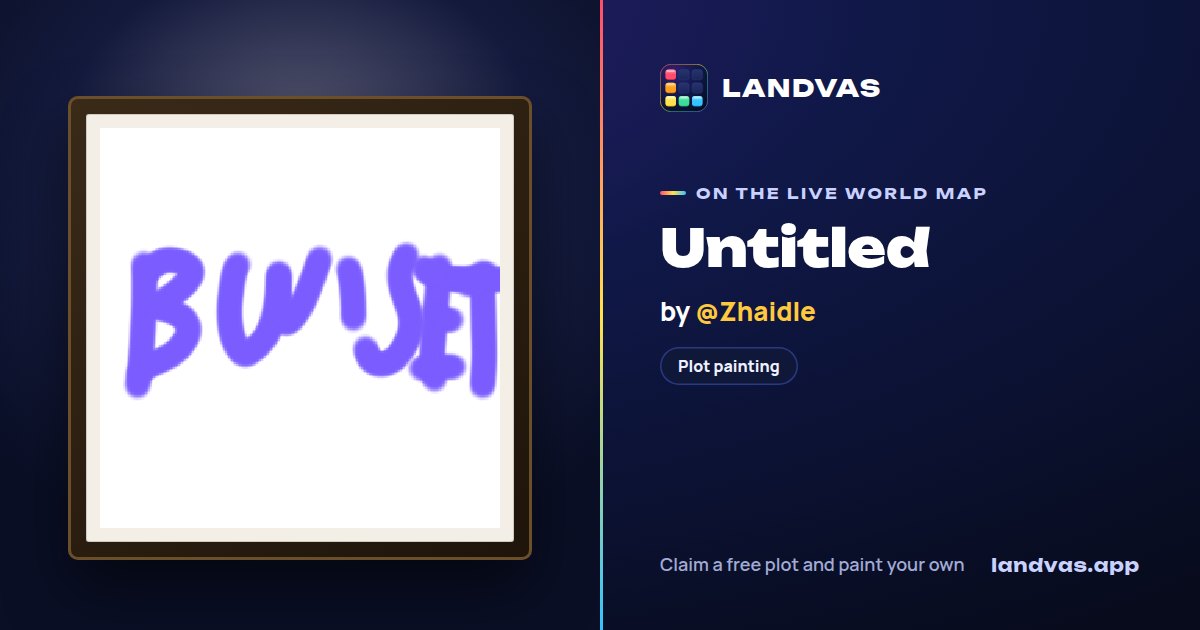 BWISET
LANDVAS
ON THE LIVE WORLD MAP
Untitled
by @Zhaidle
Plot painting
Claim a free plot and paint your own landvas.app